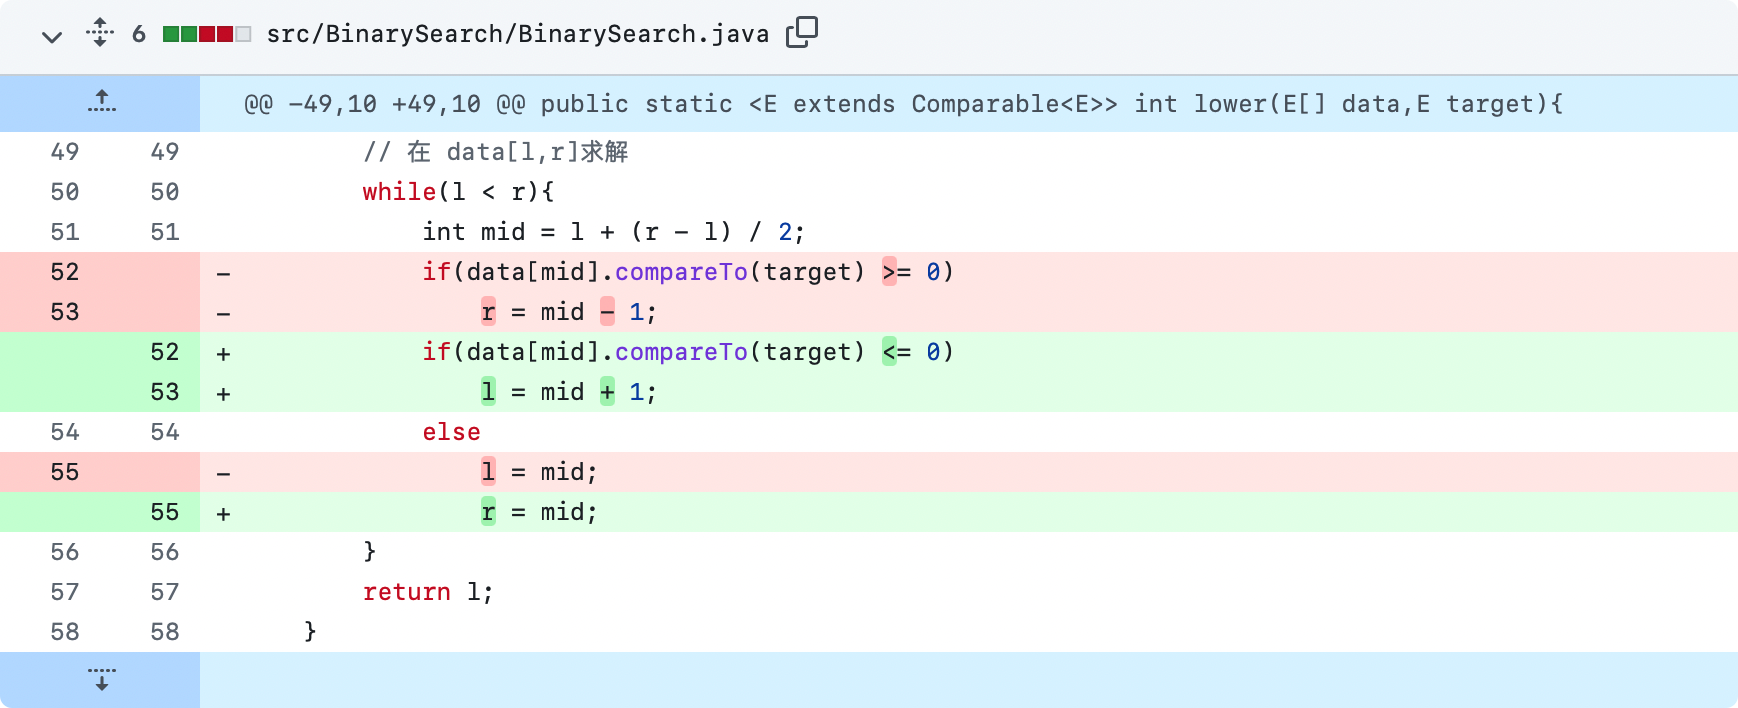 6 src/BinarySearch/BinarySearch.java
@@ -49,10 +49,10 @@ public static <E extends Comparable<E>> int lower(E[] data,E target){
49 49 // 在 data[l,r]求解
50 50 while(l < r){
51 51 int mid = l + (r - l) / 2;
52 - if(data[mid].compareTo(target) >= 0)
53 - r = mid - 1;
52 + if(data[mid].compareTo(target) <= 0)
53 + l = mid + 1;
54 54 else
55 - l = mid;
55 + r = mid;
56 56 }
57 57 return l;
58 58 }